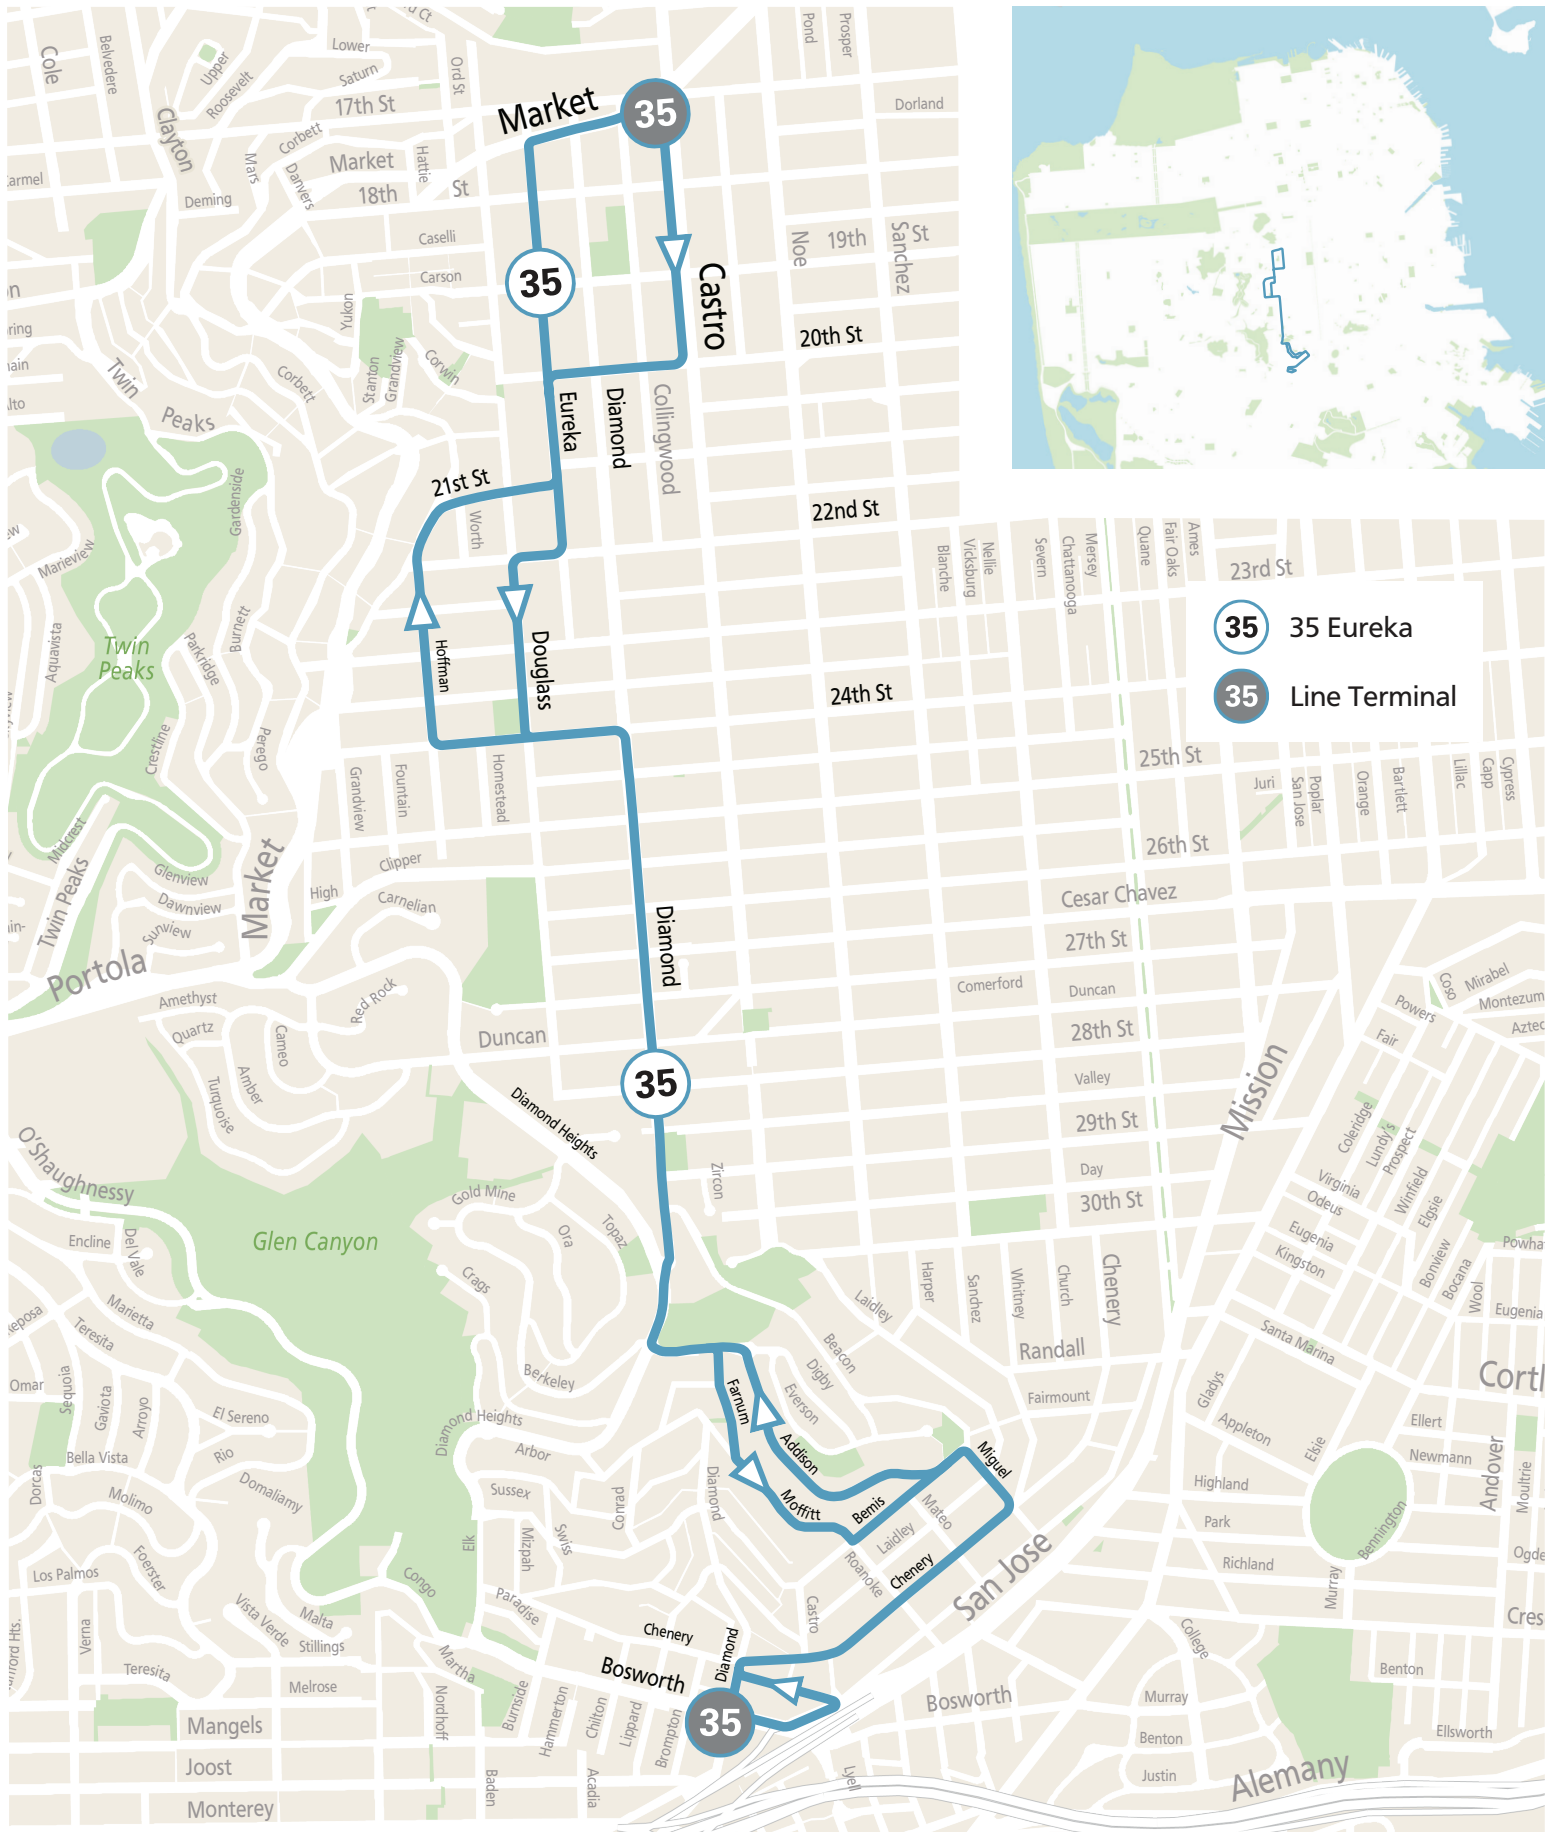 Cole
Belvedere
Upper
Roosevelt
Lower
Saturn
17th St
Ord St
Ct
Pond
Prosper
Dorland
Clayton
Corbett
Mars
Danvers
Market
Hattie
18th
St
Deming
Market
35
Caselli
Carson
35
Castro
Noe
19th
Sanchez
St
20th St
Yukon
Stanton
Grandview
Corwin
Corbett
Twin
Peaks
Eureka
Diamond
Collingwood
21st St
Worth
22nd St
Gardenside
Marieview
Twin
Peaks
Aquavista
Parkridge
Burnett
Crestline
Perego
Hoffman
Douglass
24th St
Blanche
Vicksburg
Nellie
Severn
Chattanooga
Mersey
Quane
Fair Oaks
Ames
23rd St
35
35 Eureka
35
Line Terminal
25th St
Juri
San Jose
Poplar
Orange
Bartlett
Lillac
Capp
Cypress
Grandview
Fountain
Homestead
26th St
Midcrest
Twin Peaks
Glenview
Dawnview
Sunview
Market
High
Clipper
Carnelian
Cesar Chavez
27th St
Portola
Diamond
Amethyst
Quartz
Cameo
Red Rock
Amber
Turquoise
Duncan
Comerford
Duncan
28th St
Valley
29th St
Day
30th St
35
Diamond Heights
Mission
Coso
Mirabel
Powers
Montezum
Aztec
Fair
Coleridge
Lundy's
Prospect
Virginia
Winfield
Odeus
Elgsie
Eugenia
Kingston
Bonview
Bocana
Wool
Powha
Eugenia
O'Shaughnessy
Glen Canyon
Gold Mine
Ora
Topaz
Zircon
Crags
Encline
Del Vale
Marietta
Teresita
Omar
Sequoia
Gaviota
Arroyo
El Sereno
Bella Vista
Rio
Dorcas
Molimo
Domaliamy
Berkeley
Diamond Heights
Arbor
Sussex
Conrad
Diamond
Elk
Mizpah
Swiss
Harper
Sanchez
Whitney
Church
Chenery
Laidley
Beacon
Digby
Everson
Randall
Fairmount
Santa Marina
Gladys
Cortl
Appleton
Elsie
Ellert
Newmann
Andover
Moultrie
Farnum
Addison
Moffitt
Bemis
Miguel
Mateo
Laidley
Roanoke
Chenery
San Jose
Highland
Park
Richland
Bennington
Murray
Ogde
Cres
Los Palmos
Foerster
Vista Verde
Malta
Stillings
Verna
Teresita
Melrose
Congo
Martha
Paradise
Castro
Chenery
Diamond
Bosworth
35
Bosworth
College
Benton
Murray
Benton
Justin
Ellsworth
Alemany
Mangels
Joost
Monterey
Nordhoff
Burnside
Hammerton
Chilton
Lippard
Brompton
Baden
Acadia
Lyell